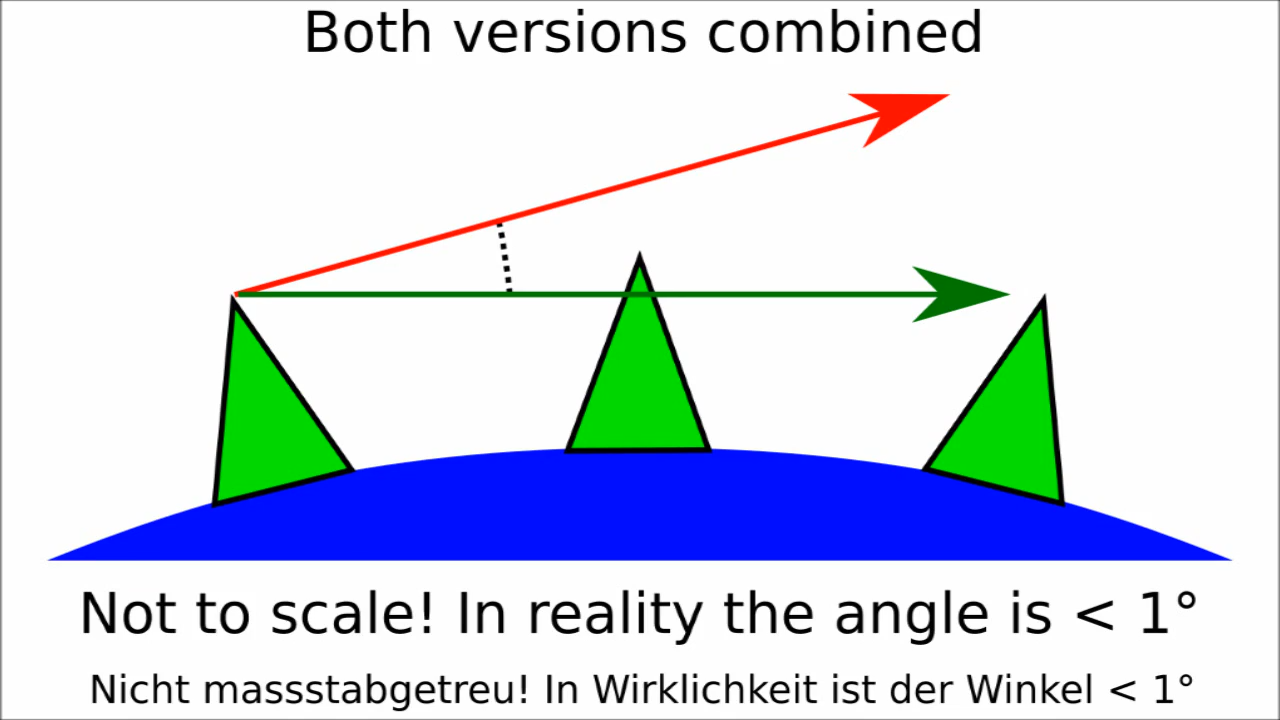 Both versions combined
Not to scale! In reality the angle is < 1°
Nicht massstabgetreu! In Wirklichkeit ist der Winkel < 1°